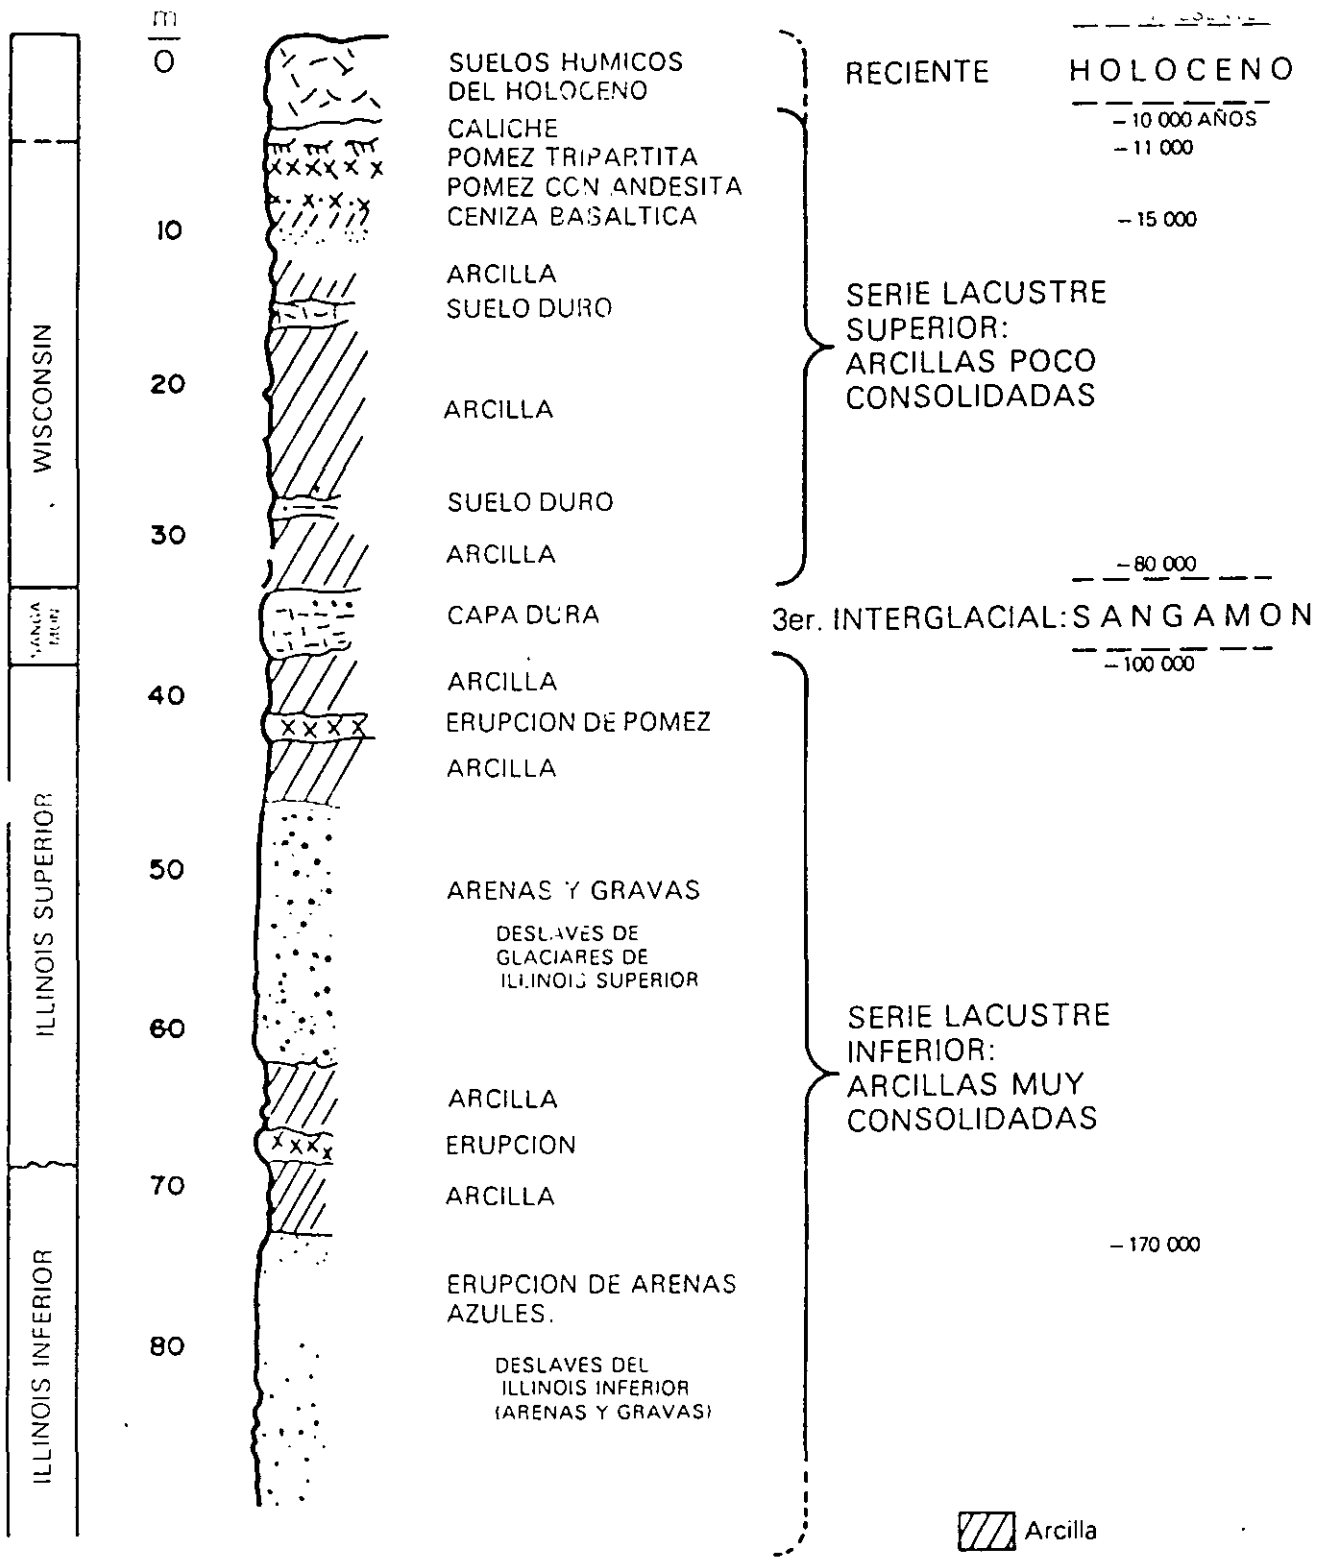 m
0
10
20
30
40
50
60
70
80
WISCONSIN
SANGA
MON
ILLINOIS SUPERIOR
ILLINOIS INFERIOR
SUELOS HUMICOS
DEL HOLOCENO
CALICHE
POMEZ TRIPARTITA
POMEZ CON ANDESITA
CENIZA BASALTICA
ARCILLA
SUELO DURO
ARCILLA
SUELO DURO
ARCILLA
CAPA DURA
ARCILLA
ERUPCION DE POMEZ
ARCILLA
ARENAS Y GRAVAS
DESLAVES DE
GLACIARES DE
ILLINOIS SUPERIOR
ARCILLA
ERUPCION
ARCILLA
ERUPCION DE ARENAS
AZULES.
DESLAVES DEL
ILLINOIS INFERIOR
(ARENAS Y GRAVAS)
RECIENTE
SERIE LACUSTRE
SUPERIOR:
ARCILLAS POCO
CONSOLIDADAS
3er. INTERGLACIAL: SANGAMON
SERIE LACUSTRE
INFERIOR:
ARCILLAS MUY
CONSOLIDADAS
HOLOCENO
– 10 000 AÑOS
– 11 000
– 15 000
– 80 000
– 100 000
– 170 000
Arcilla